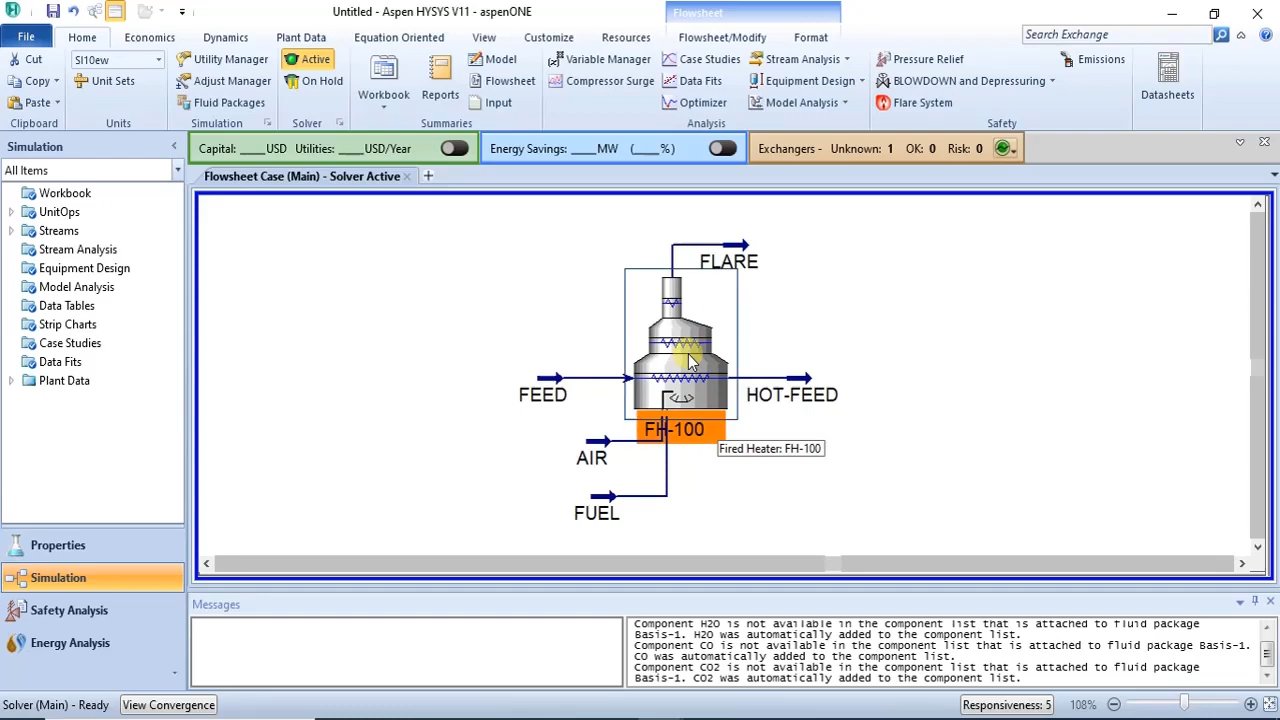 Untitled - Aspen HYSYS V11 - aspenONE
Flowsheet
File
Home
Economics
Dynamics
Plant Data
Equation Oriented
View
Customize
Resources
Flowsheet/Modify
Format
Search Exchange
Cut
Copy
Paste
Clipboard
SI10ew
Unit Sets
Units
Utility Manager
Adjust Manager
Fluid Packages
Simulation
Active
On Hold
Solver
Workbook
Reports
Model
Flowsheet
Input
Summaries
Variable Manager
Compressor Surge
Case Studies
Data Fits
Optimizer
Stream Analysis
Equipment Design
Model Analysis
Analysis
Pressure Relief
BLOWDOWN and Depressuring
Flare System
Emissions
Safety
Datasheets
Simulation
Capital: ____USD Utilities: ____USD/Year
Energy Savings: ____MW (____%)
Exchangers - Unknown: 1 OK: 0 Risk: 0
All Items
Flowsheet Case (Main) - Solver Active
Workbook
UnitOps
Streams
Stream Analysis
Equipment Design
Model Analysis
Data Tables
Strip Charts
Case Studies
Data Fits
Plant Data
FLARE
FEED
HOT-FEED
FH-100
Fired Heater: FH-100
AIR
FUEL
Properties
Simulation
Safety Analysis
Energy Analysis
Messages
Component H2O is not available in the component list that is attached to fluid package
Basis-1. H2O was automatically added to the component list.
Component CO is not available in the component list that is attached to fluid package Basis-1.
CO was automatically added to the component list.
Component CO2 is not available in the component list that is attached to fluid package
Basis-1. CO2 was automatically added to the component list.
Solver (Main) - Ready
View Convergence
Responsiveness: 5
108%